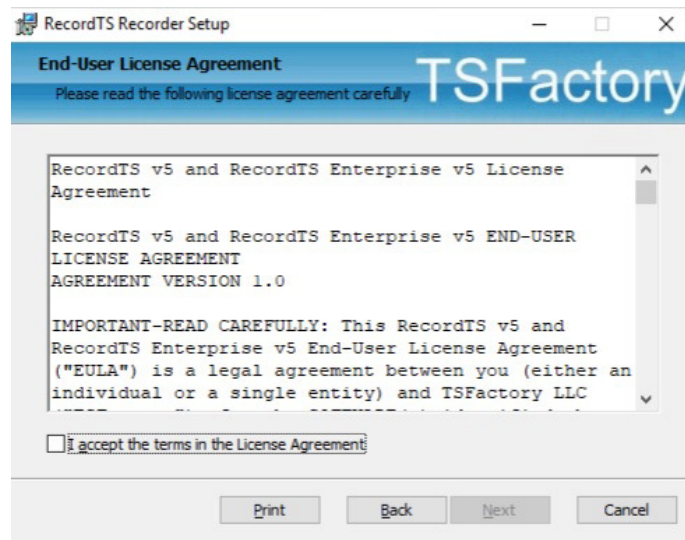 RecordTS Recorder Setup
End-User License Agreement
Please read the following license agreement carefully
TSFactory
RecordTS v5 and RecordTS Enterprise v5 License
Agreement
RecordTS v5 and RecordTS Enterprise v5 END-USER
LICENSE AGREEMENT
AGREEMENT VERSION 1.0
IMPORTANT-READ CAREFULLY: This RecordTS v5 and
RecordTS Enterprise v5 End-User License Agreement
("EULA") is a legal agreement between you (either an
individual or a single entity) and TSFactory LLC
I accept the terms in the License Agreement
Print Back Next Cancel